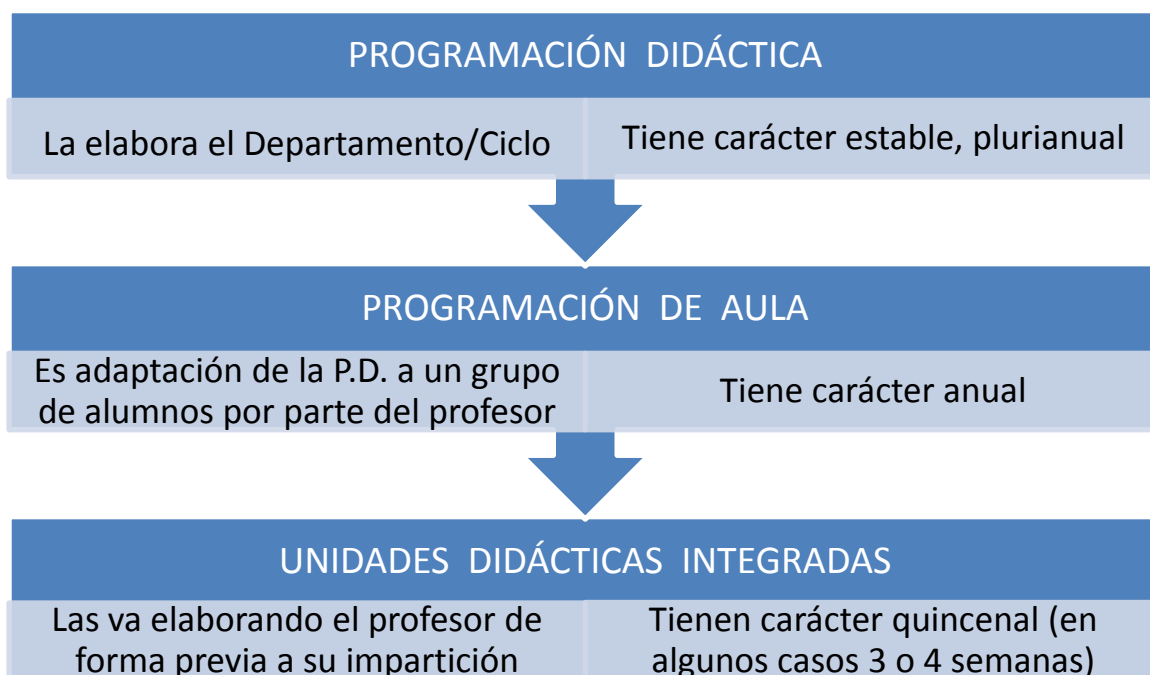 PROGRAMACIÓN DIDÁCTICA
La elabora el Departamento/Ciclo
Tiene carácter estable, plurianual
PROGRAMACIÓN DE AULA
Es adaptación de la P.D. a un grupo
de alumnos por parte del profesor
Tiene carácter anual
UNIDADES DIDÁCTICAS INTEGRADAS
Las va elaborando el profesor de
forma previa a su impartición
Tienen carácter quincenal (en
algunos casos 3 o 4 semanas)